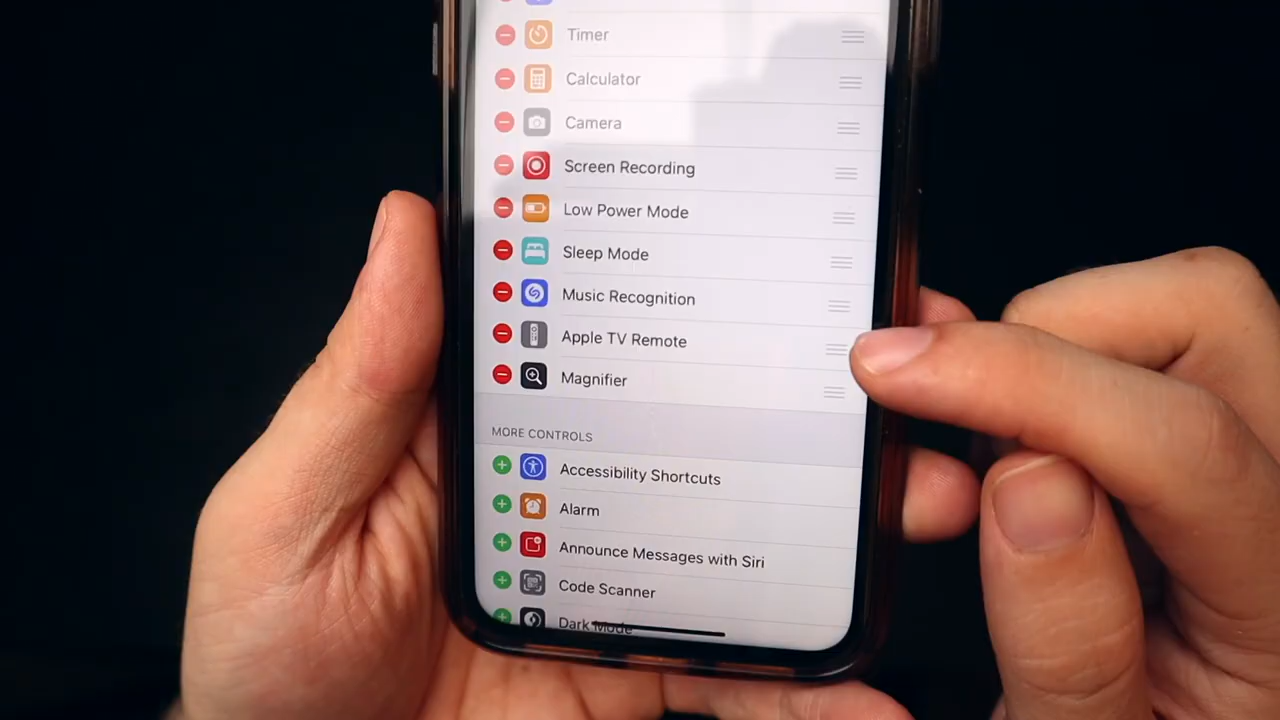 Timer
Calculator
Camera
Screen Recording
Low Power Mode
Sleep Mode
Music Recognition
Apple TV Remote
Magnifier
MORE CONTROLS
Accessibility Shortcuts
Alarm
Announce Messages with Siri
Code Scanner
Dark Mode